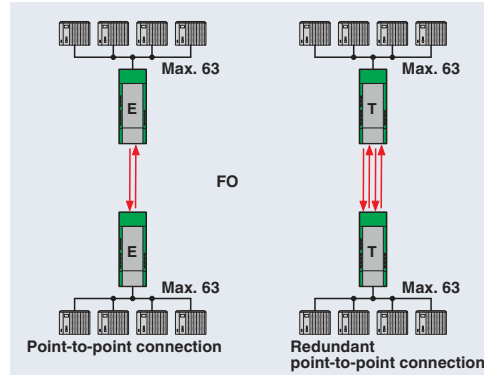 Max. 63
Max. 63
E
T
FO
E
T
Max. 63
Max. 63
Point-to-point connection
Redundant
point-to-point connection